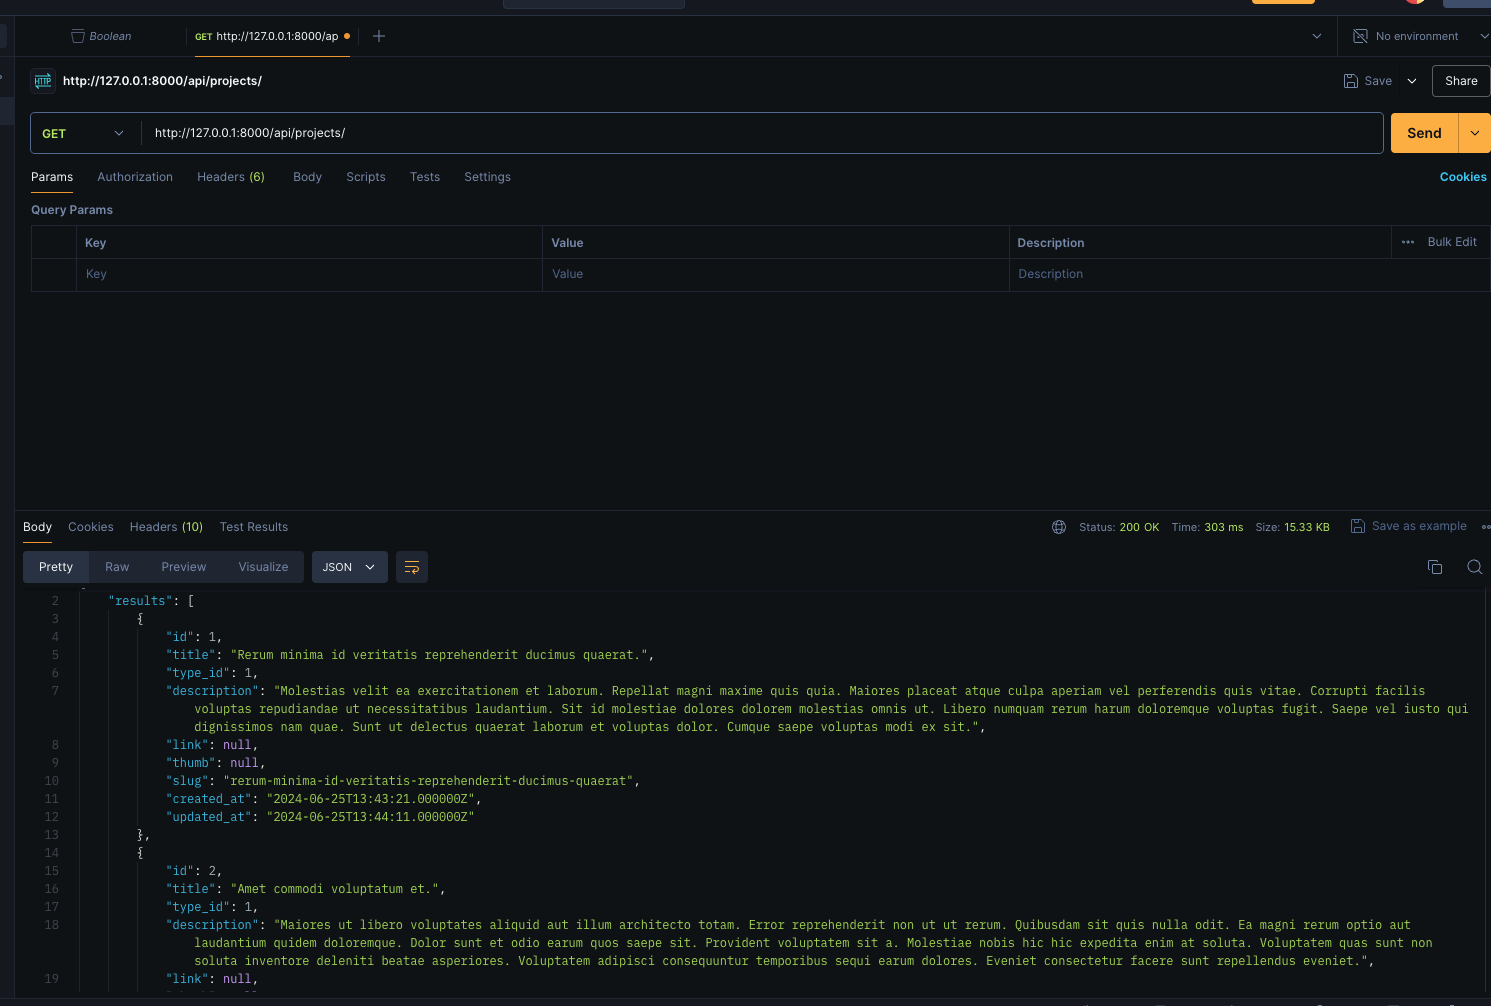 Boolean
GET http://127.0.0.1:8000/ap
No environment
HTTP http://127.0.0.1:8000/api/projects/
Save
Share
GET http://127.0.0.1:8000/api/projects/
Send
Params Authorization Headers (6) Body Scripts Tests Settings
Cookies
Query Params
Key Value Description ••• Bulk Edit
Key Value Description
Body Cookies Headers (10) Test Results
Status: 200 OK Time: 303 ms Size: 15.33 KB Save as example
Pretty Raw Preview Visualize JSON
2 "results": [
3 {
4 "id": 1,
5 "title": "Rerum minima id veritatis reprehenderit ducimus quaerat.",
6 "type_id": 1,
7 "description": "Molestias velit ea exercitationem et laborum. Repellat magni maxime quis quia. Maiores placeat atque culpa aperiam vel perferendis quis vitae. Corrupti facilis
voluptas repudiandae ut necessitatibus laudantium. Sit id molestiae dolores dolorem molestias omnis ut. Libero numquam rerum harum doloremque voluptas fugit. Saepe vel iusto qui
dignissimos nam quae. Sunt ut delectus quaerat laborum et voluptas dolor. Cumque saepe voluptas modi ex sit.",
8 "link": null,
9 "thumb": null,
10 "slug": "rerum-minima-id-veritatis-reprehenderit-ducimus-quaerat",
11 "created_at": "2024-06-25T13:43:21.000000Z",
12 "updated_at": "2024-06-25T13:44:11.000000Z"
13 },
14 {
15 "id": 2,
16 "title": "Amet commodi voluptatum et.",
17 "type_id": 1,
18 "description": "Maiores ut libero voluptates aliquid aut illum architecto totam. Error reprehenderit non ut ut rerum. Quibusdam sit quis nulla odit. Ea magni rerum optio aut
laudantium quidem doloremque. Dolor sunt et odio earum quos saepe sit. Provident voluptatem sit a. Molestiae nobis hic hic expedita enim at soluta. Voluptatem quas sunt non
soluta inventore deleniti beatae asperiores. Voluptatem adipisci consequuntur temporibus sequi earum dolores. Eveniet consectetur facere sunt repellendus eveniet.",
19 "link": null,